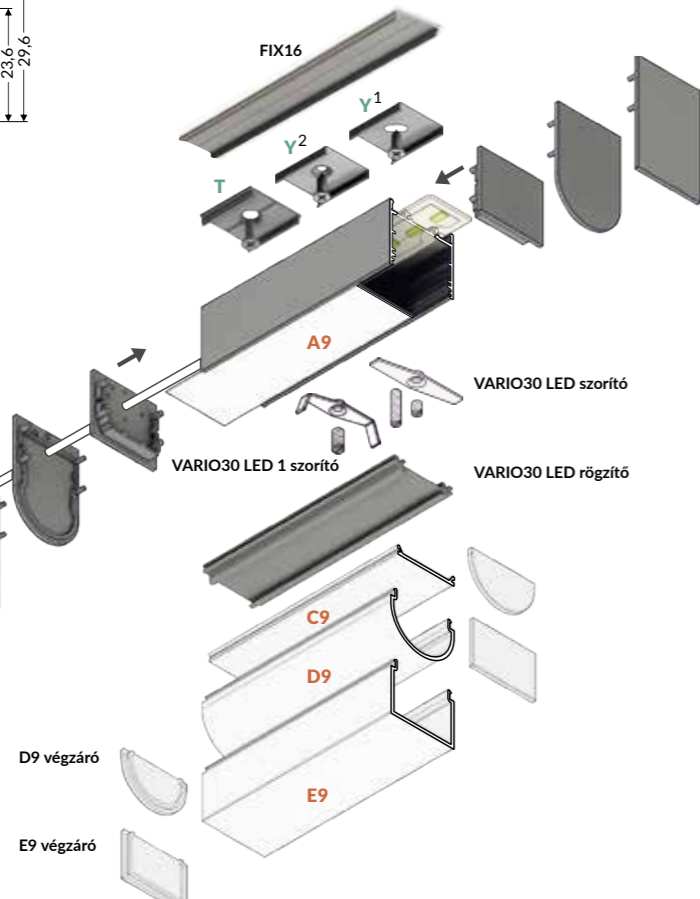 23,6
29,6
FIX16
Y1
Y2
T
A9
VARIO30 LED szorító
VARIO30 LED 1 szorító
VARIO30 LED rögzítő
C9
D9
D9 végzáró
E9
E9 végzáró